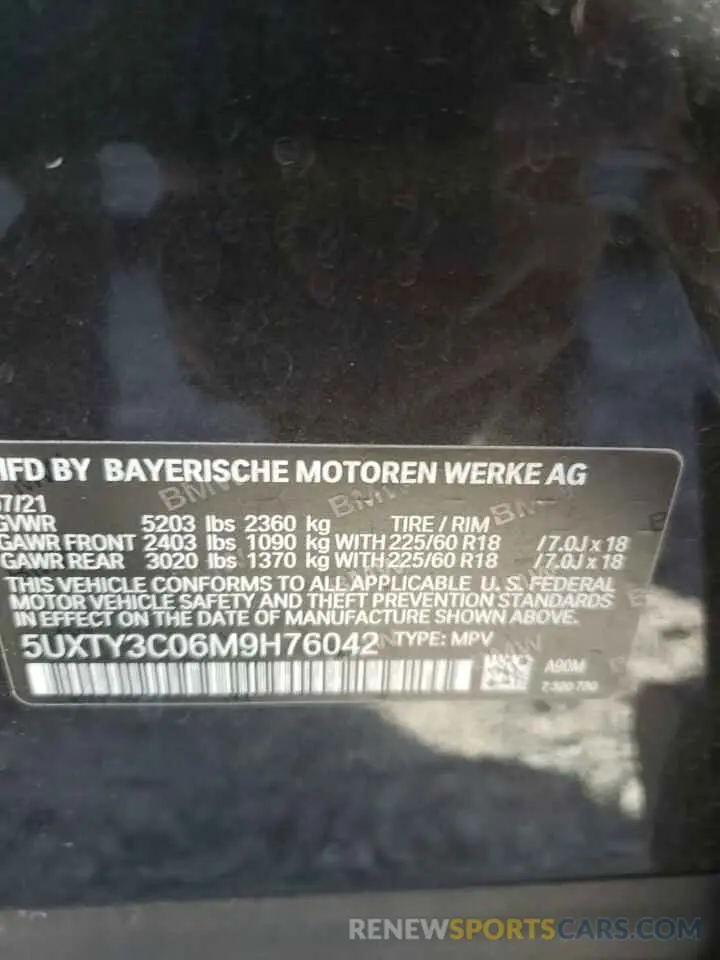 MFD BY BAYERISCHE MOTOREN WERKE AG
07/21
GVWR 5203 lbs 2360 kg TIRE / RIM
GAWR FRONT 2403 lbs 1090 kg WITH 225/60 R18 /7.0J x 18
GAWR REAR 3020 lbs 1370 kg WITH 225/60 R18 /7.0J x 18
THIS VEHICLE CONFORMS TO ALL APPLICABLE U. S. FEDERAL
MOTOR VEHICLE SAFETY AND THEFT PREVENTION STANDARDS
IN EFFECT ON THE DATE OF MANUFACTURE SHOWN ABOVE.
5UXTY3C06M9H76042 TYPE: MPV
A90M
RENEWSPORTSCARS.COM